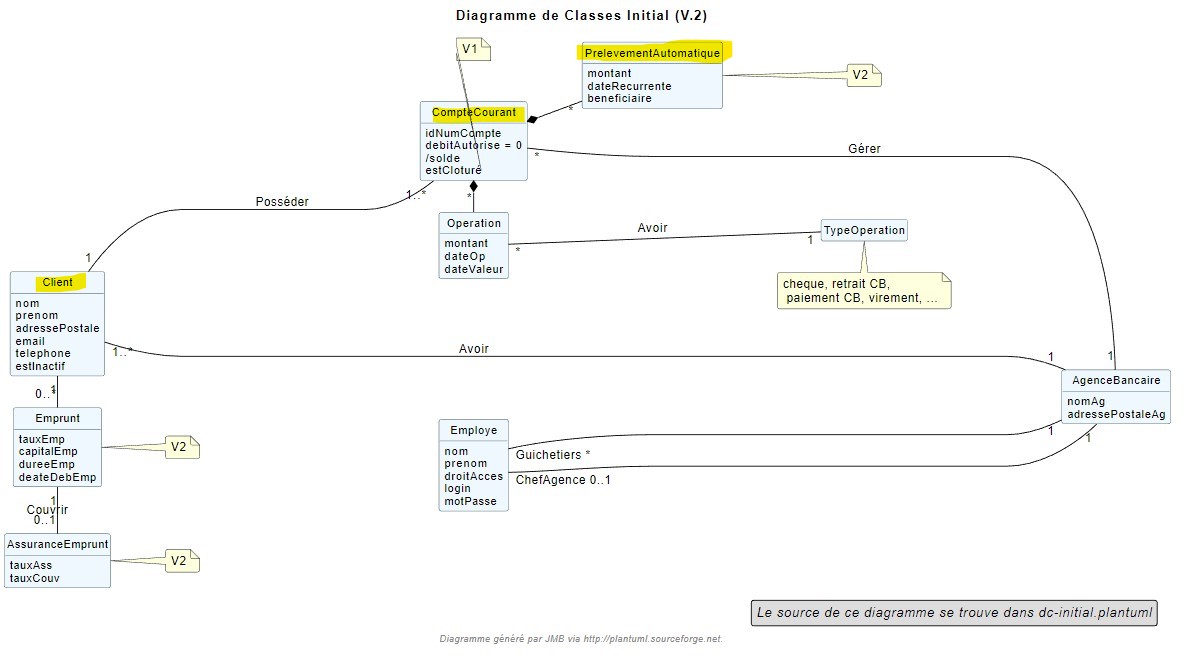 Diagramme de Classes Initial (V.2)
V1
PrelevementAutomatique
montant
dateRecurrente
beneficiaire
V2
*
CompteCourant
idNumCompte
debitAutorise = 0
/solde
estCloturé
*
Gérer
1..*
*
Posséder
Operation
montant
dateOp
dateValeur
*
Avoir
1
TypeOperation
cheque, retrait CB,
paiement CB, virement, ...
1
Client
nom
prenom
adressePostale
email
telephone
estInactif
1..*
Avoir
1
1
AgenceBancaire
nomAg
adressePostaleAg
1
1
1
0..*
Emprunt
tauxEmp
capitalEmp
dureeEmp
deateDebEmp
V2
Employe
nom
prenom
droitAcces
login
motPasse
Guichetiers *
ChefAgence 0..1
1
Couvrir
0..1
AssuranceEmprunt
tauxAss
tauxCouv
V2
Le source de ce diagramme se trouve dans dc-initial.plantuml
Diagramme généré par JMB via http://plantuml.sourceforge.net.